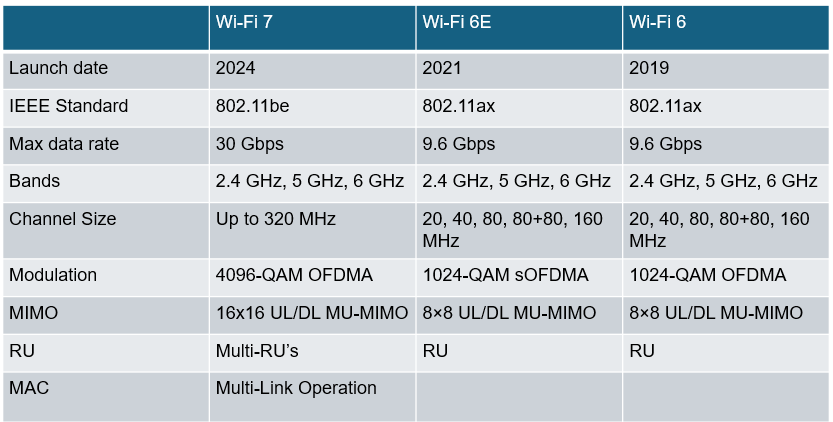 Wi-Fi 7 Wi-Fi 6E Wi-Fi 6
Launch date 2024 2021 2019
IEEE Standard 802.11be 802.11ax 802.11ax
Max data rate 30 Gbps 9.6 Gbps 9.6 Gbps
Bands 2.4 GHz, 5 GHz, 6 GHz 2.4 GHz, 5 GHz, 6 GHz 2.4 GHz, 5 GHz, 6 GHz
Channel Size Up to 320 MHz 20, 40, 80, 80+80, 160 20, 40, 80, 80+80, 160
MHz MHz
Modulation 4096-QAM OFDMA 1024-QAM sOFDMA 1024-QAM OFDMA
MIMO 16x16 UL/DL MU-MIMO 8×8 UL/DL MU-MIMO 8×8 UL/DL MU-MIMO
RU Multi-RU’s RU RU
MAC Multi-Link Operation